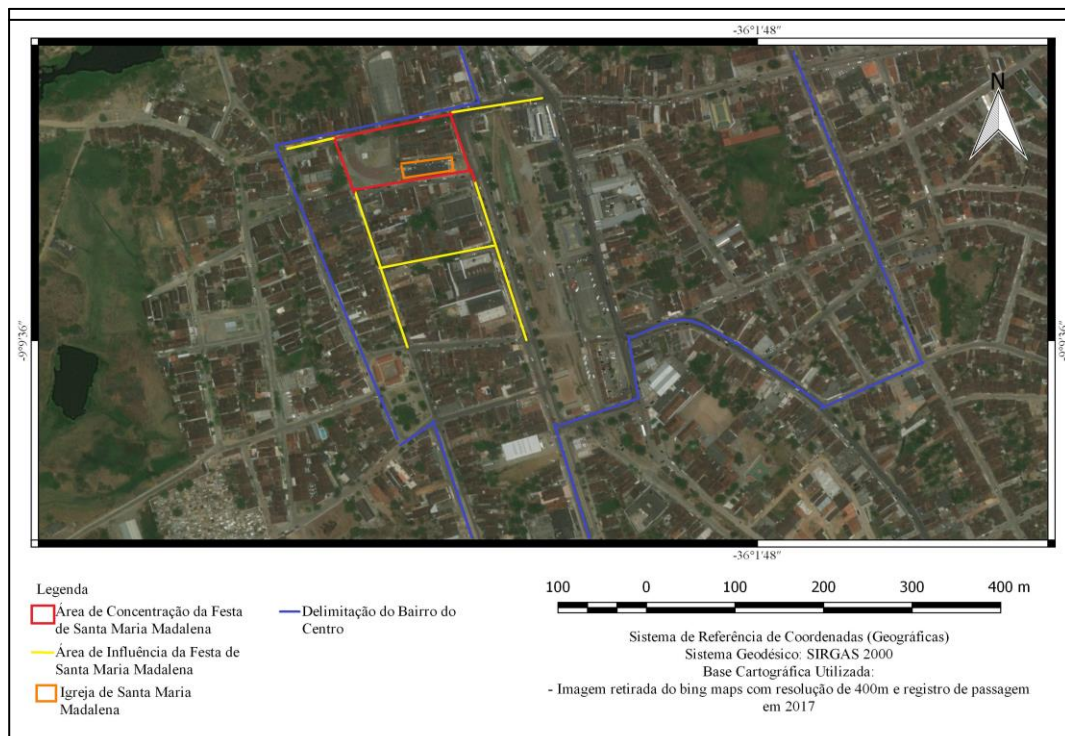 -36°1'48"
N
-9°9'36"
-9°9'36"
-36°1'48"
Legenda
Área de Concentração da Festa
de Santa Maria Madalena
Área de Influência da Festa de
Santa Maria Madalena
Igreja de Santa Maria
Madalena
Delimitação do Bairro do
Centro
100 0 100 200 300 400 m
Sistema de Referência de Coordenadas (Geográficas)
Sistema Geodésico: SIRGAS 2000
Base Cartográfica Utilizada:
- Imagem retirada do bing maps com resolução de 400m e registro de passagem
em 2017